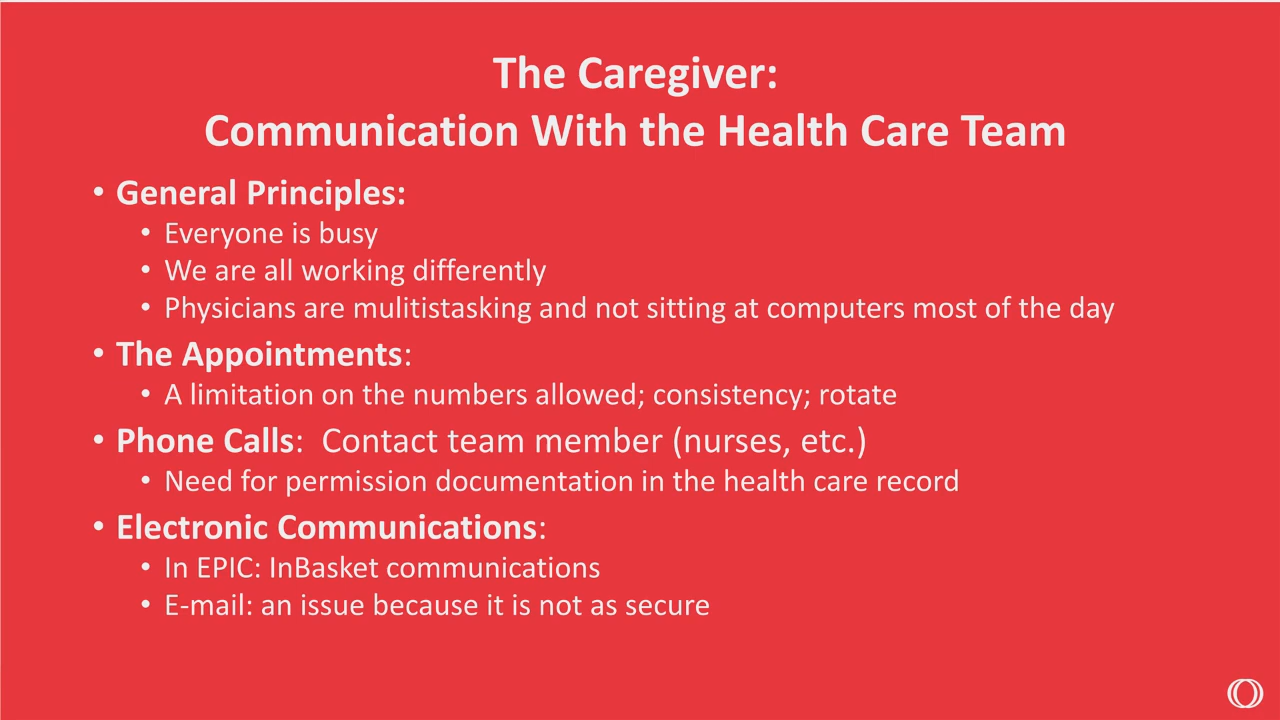 The Caregiver:
Communication With the Health Care Team
• General Principles:
• Everyone is busy
• We are all working differently
• Physicians are mulitistasking and not sitting at computers most of the day
• The Appointments:
• A limitation on the numbers allowed; consistency; rotate
• Phone Calls: Contact team member (nurses, etc.)
• Need for permission documentation in the health care record
• Electronic Communications:
• In EPIC: InBasket communications
• E-mail: an issue because it is not as secure